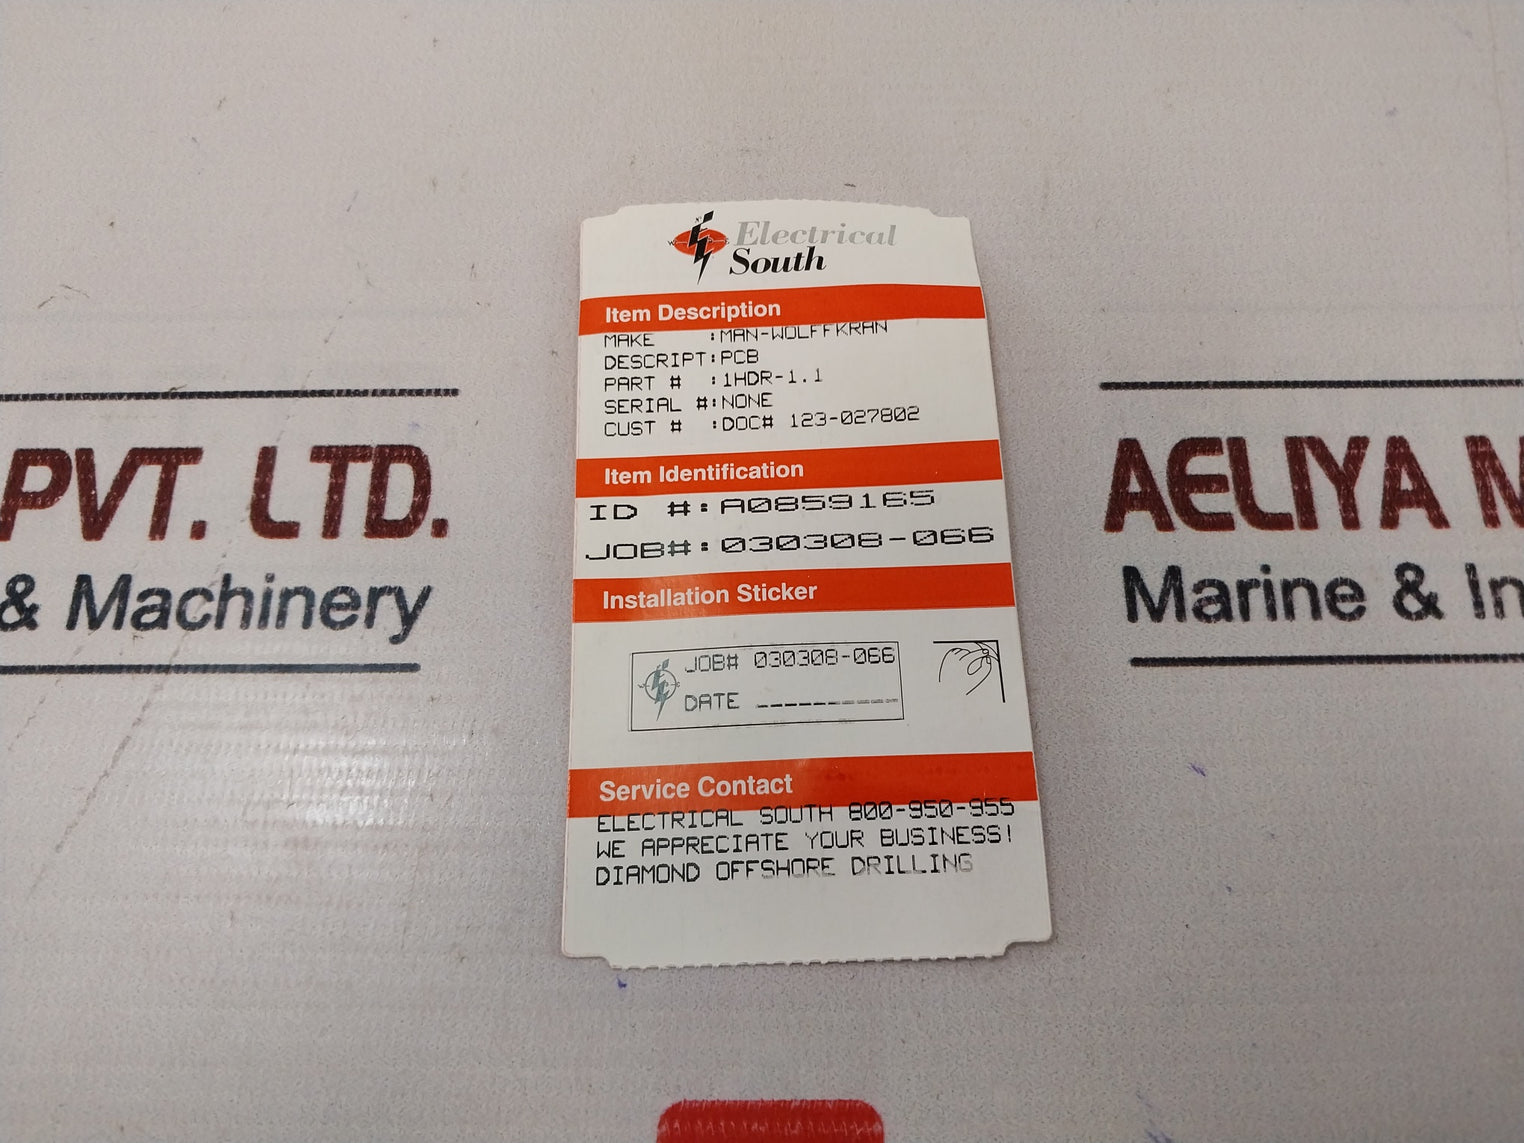 Electrical
South
Item Description
MAKE :MAN-WOLFFKRAN
DESCRIPT:PCB
PART # :1HDR-1.1
SERIAL #:NONE
CUST # :DOC# 123-027802
Item Identification
ID #:A0859165
JOB#:030308-066
Installation Sticker
JOB# 030308-066
DATE
Service Contact
ELECTRICAL SOUTH 800-950-955
WE APPRECIATE YOUR BUSINESS!
DIAMOND OFFSHORE DRILLING
PVT. LTD.
& Machinery
AELIYA M
Marine & In